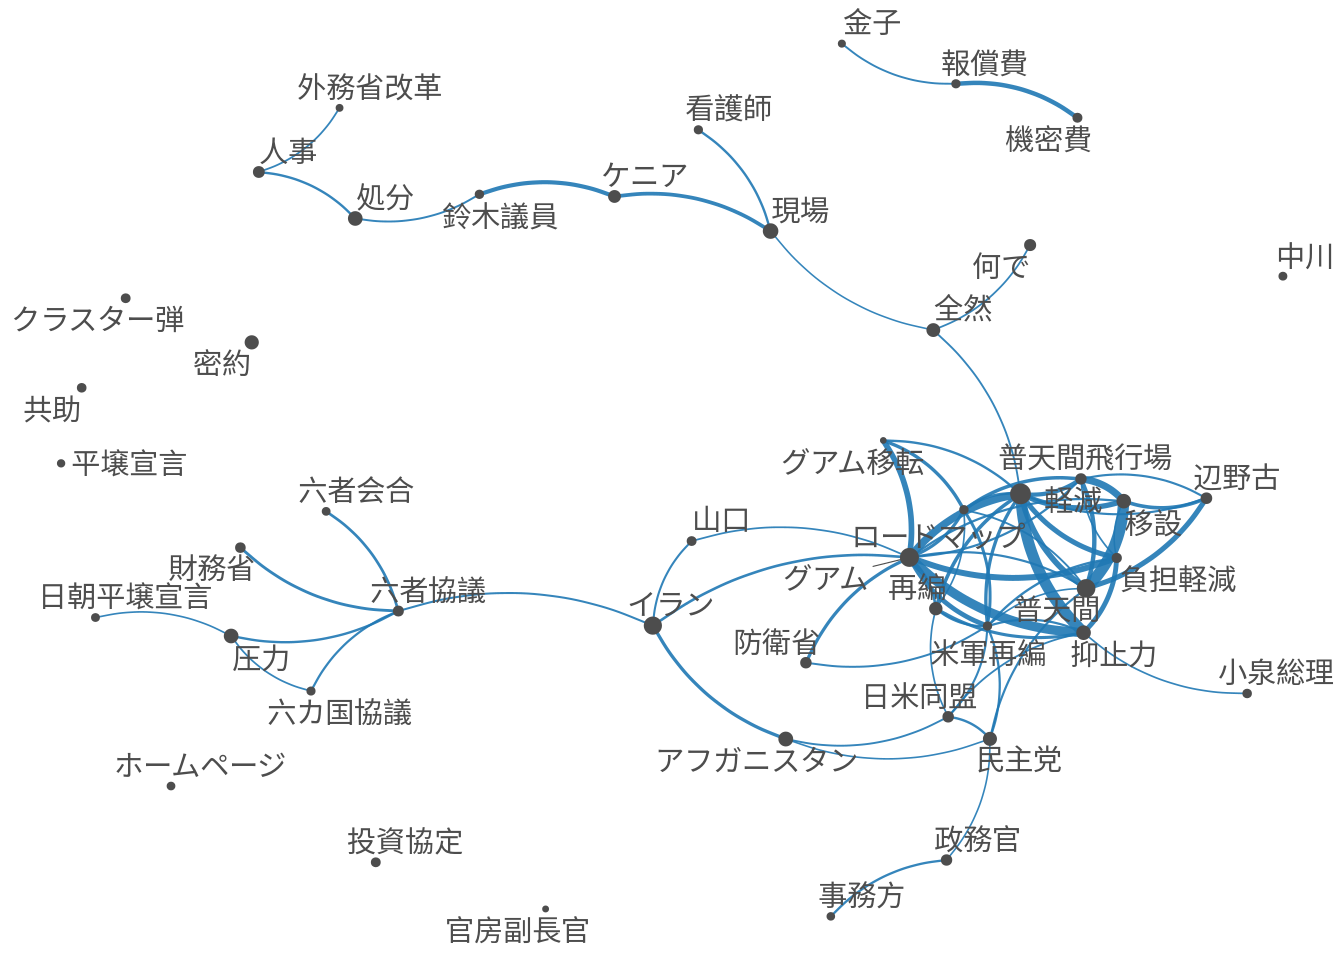 金子
報償費
外務省改革
看護師
機密費
人事
ケニア
処分
鈴木議員
現場
中川
何で
全然
クラスター弾
密約
共助
平壌宣言
グアム移転
普天間飛行場
辺野古
六者会合
軽減
山口
移設
ロードマップ
財務省
グアム
再編
負担軽減
日朝平壌宣言
六者協議
イラン
普天間
防衛省
米軍再編
抑止力
圧力
小泉総理
日米同盟
六カ国協議
アフガニスタン
民主党
ホームページ
投資協定
政務官
事務方
官房副長官